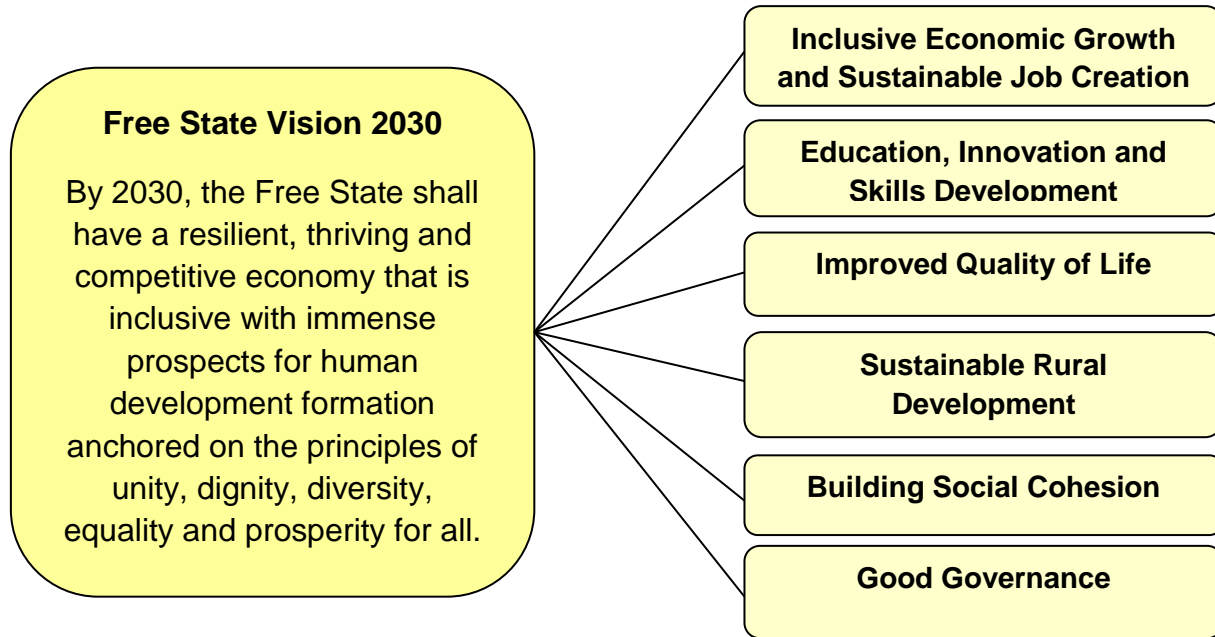 Free State Vision 2030
By 2030, the Free State shall
have a resilient, thriving and
competitive economy that is
inclusive with immense
prospects for human
development formation
anchored on the principles of
unity, dignity, diversity,
equality and prosperity for all.
Inclusive Economic Growth
and Sustainable Job Creation
Education, Innovation and
Skills Development
Improved Quality of Life
Sustainable Rural
Development
Building Social Cohesion
Good Governance